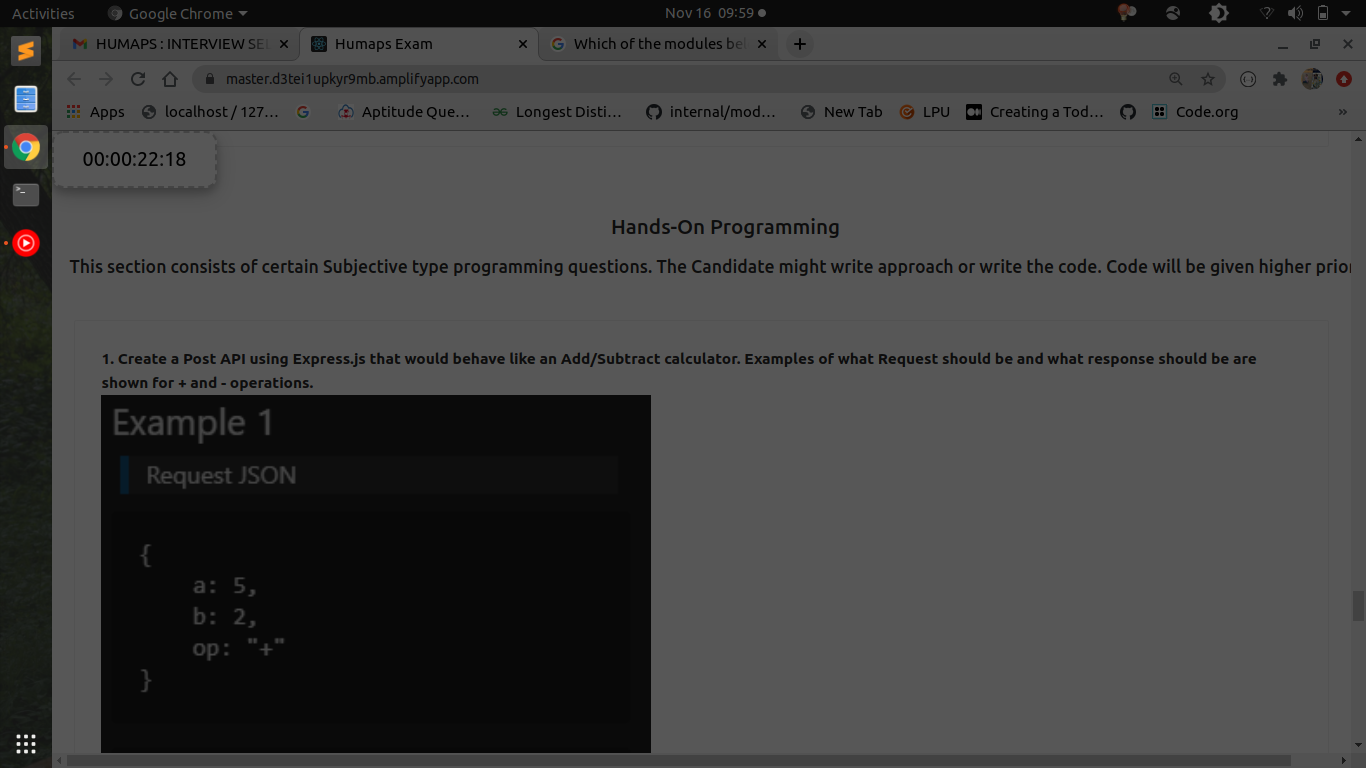 Activities
Google Chrome
Nov 16 09:59
HUMAPS : INTERVIEW SE
Humaps Exam
Which of the modules be
master.d3tei1upkyr9mb.amplifyapp.com
Apps
localhost / 127...
Aptitude Que...
Longest Disti...
internal/mod...
New Tab
LPU
Creating a Tod...
Code.org
»
00:00:22:18
Hands-On Programming
This section consists of certain Subjective type programming questions. The Candidate might write approach or write the code. Code will be given higher prior
1. Create a Post API using Express.js that would behave like an Add/Subtract calculator. Examples of what Request should be and what response should be are
shown for + and - operations.
Example 1
Request JSON
{
a: 5,
b: 2,
op: "+"
}